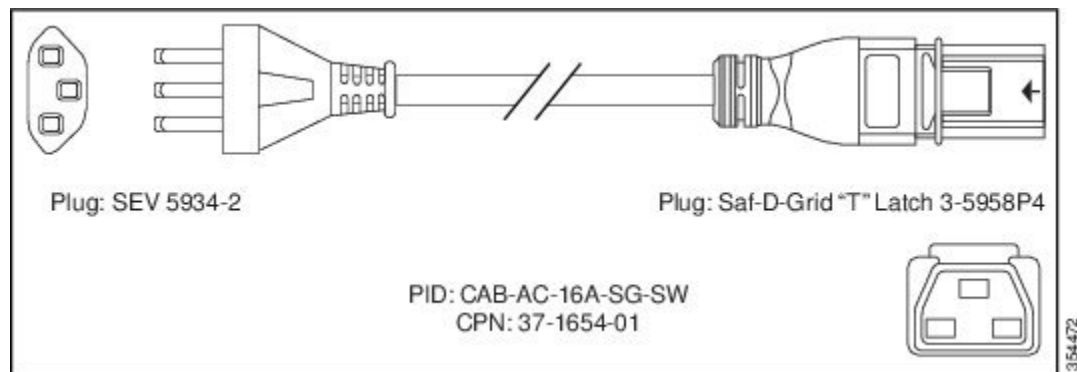 Plug: SEV 5934-2
Plug: Saf-D-Grid “T” Latch 3-5958P4
PID: CAB-AC-16A-SG-SW
CPN: 37-1654-01
354472